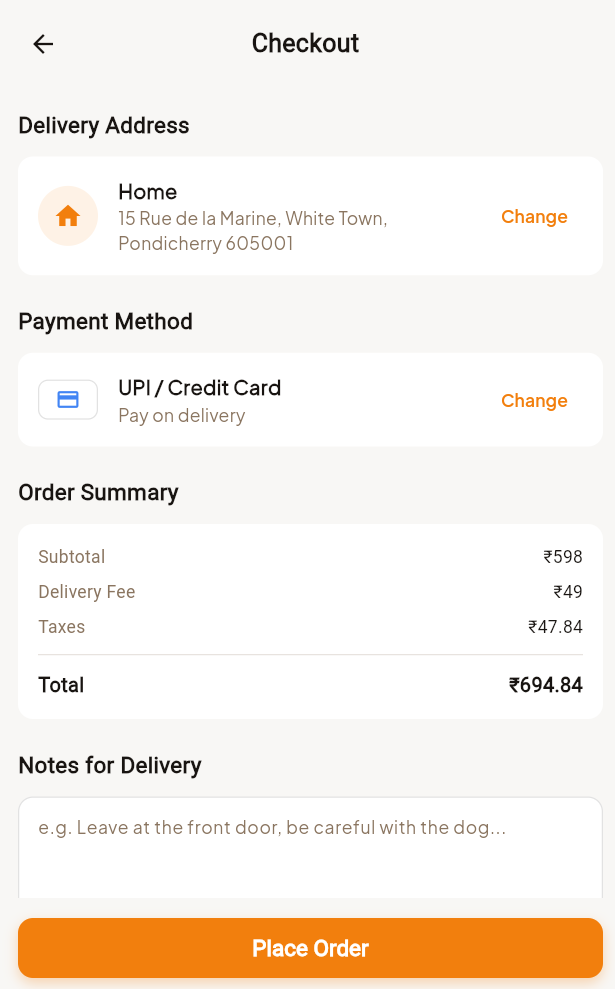 Checkout
Delivery Address
Home
15 Rue de la Marine, White Town,
Pondicherry 605001
Change
Payment Method
UPI / Credit Card
Pay on delivery
Change
Order Summary
Subtotal ₹598
Delivery Fee ₹49
Taxes ₹47.84
Total ₹694.84
Notes for Delivery
e.g. Leave at the front door, be careful with the dog...
Place Order